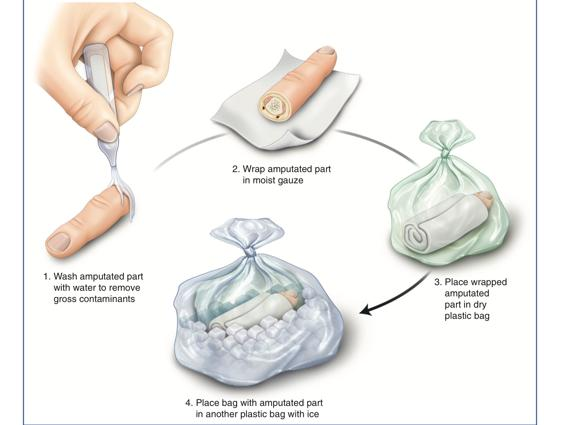 1. Wash amputated part
with water to remove
gross contaminants
2. Wrap amputated part
in moist gauze
3. Place wrapped
amputated
part in dry
plastic bag
4. Place bag with amputated part
in another plastic bag with ice